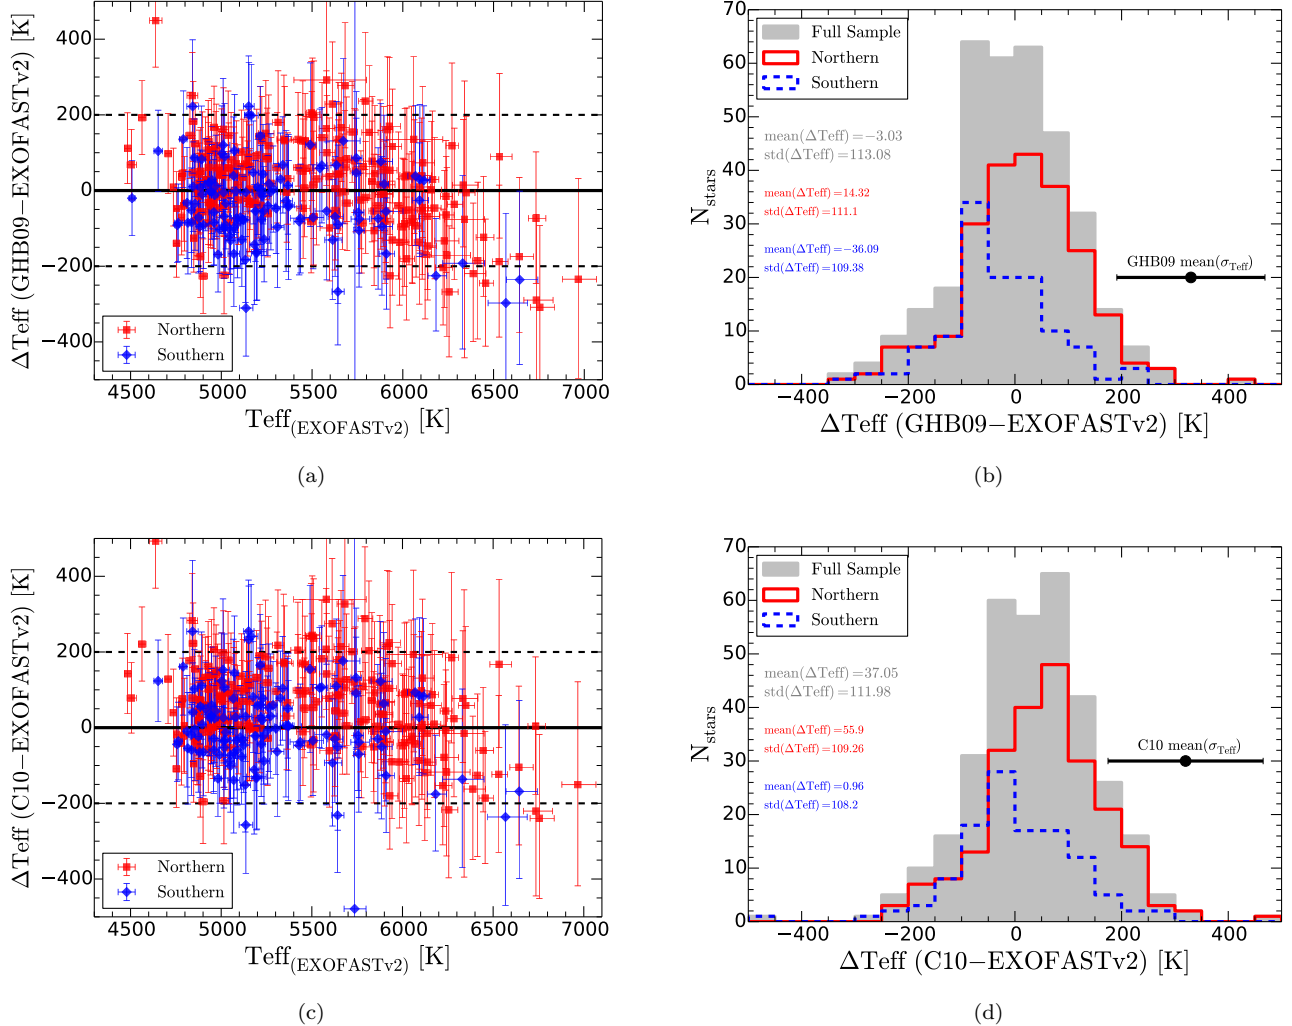 400
200
0
−200
−400
4500 5000 5500 6000 6500 7000
ΔTeff (GHB09−EXOFASTv2) [K]
Teff(EXOFASTv2) [K]
Northern
Southern
(a)
70
60
50
40
30
20
10
0
−400 −200 0 200 400
Nstars
ΔTeff (GHB09−EXOFASTv2) [K]
Full Sample
Northern
Southern
mean(ΔTeff)=−3.03
std(ΔTeff)=113.08
mean(ΔTeff)=14.32
std(ΔTeff)=111.1
mean(ΔTeff)=−36.09
std(ΔTeff)=109.38
GHB09 mean(σTeff)
(b)
400
200
0
−200
−400
4500 5000 5500 6000 6500 7000
ΔTeff (C10−EXOFASTv2) [K]
Teff(EXOFASTv2) [K]
Northern
Southern
(c)
70
60
50
40
30
20
10
0
−400 −200 0 200 400
Nstars
ΔTeff (C10−EXOFASTv2) [K]
Full Sample
Northern
Southern
mean(ΔTeff)=37.05
std(ΔTeff)=111.98
mean(ΔTeff)=55.9
std(ΔTeff)=109.26
mean(ΔTeff)=0.96
std(ΔTeff)=108.2
C10 mean(σTeff)
(d)